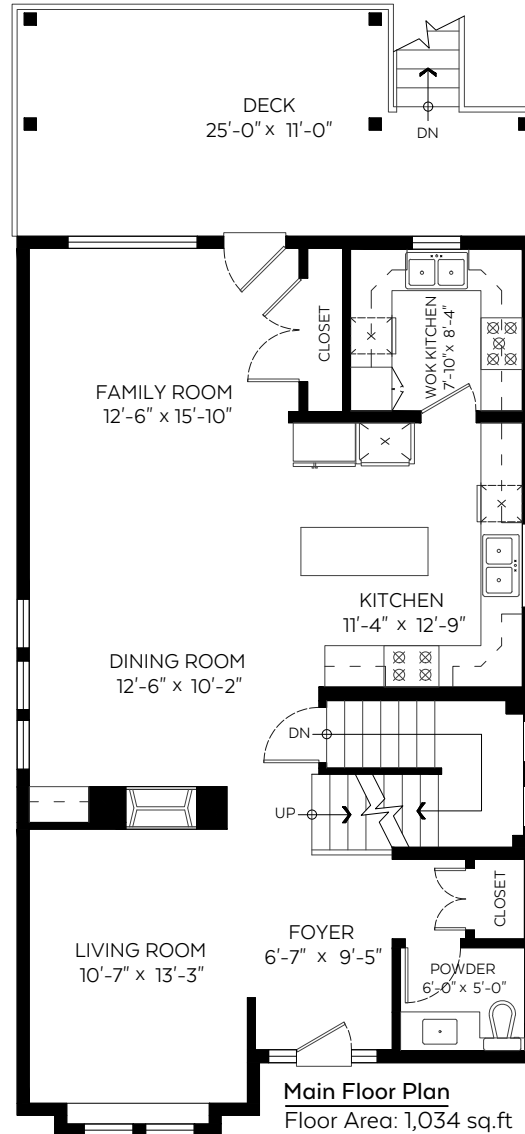 DECK
25'-0" x 11'-0"
DN
CLOSET
WOK KITCHEN
7'-10" x 8'-4"
FAMILY ROOM
12'-6" x 15'-10"
KITCHEN
11'-4" x 12'-9"
DINING ROOM
12'-6" x 10'-2"
DN
UP
CLOSET
FOYER
6'-7" x 9'-5"
LIVING ROOM
10'-7" x 13'-3"
POWDER
6'-0" x 5'-0"
Main Floor Plan
Floor Area: 1,034 sq.ft